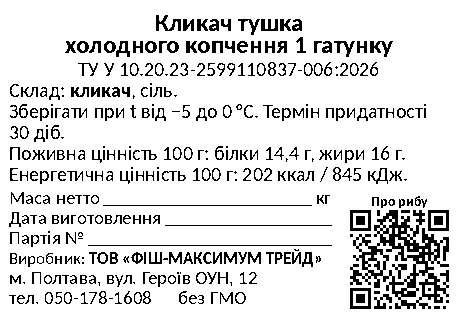 Кликач тушка
холодного копчення 1 гатунку
ТУ У 10.20.23-2599110837-006:2026
Склад: кликач, сіль.
Зберігати при t від −5 до 0 °С. Термін придатності
30 діб.
Поживна цінність 100 г: білки 14,4 г, жири 16 г.
Енергетична цінність 100 г: 202 ккал / 845 кДж.
Маса нетто ______________________ кг
Дата виготовлення __________________
Партія № __________________________
Про рибу
Виробник: ТОВ «ФІШ-МАКСИМУМ ТРЕЙД»
м. Полтава, вул. Героїв ОУН, 12
тел. 050-178-1608 без ГМО